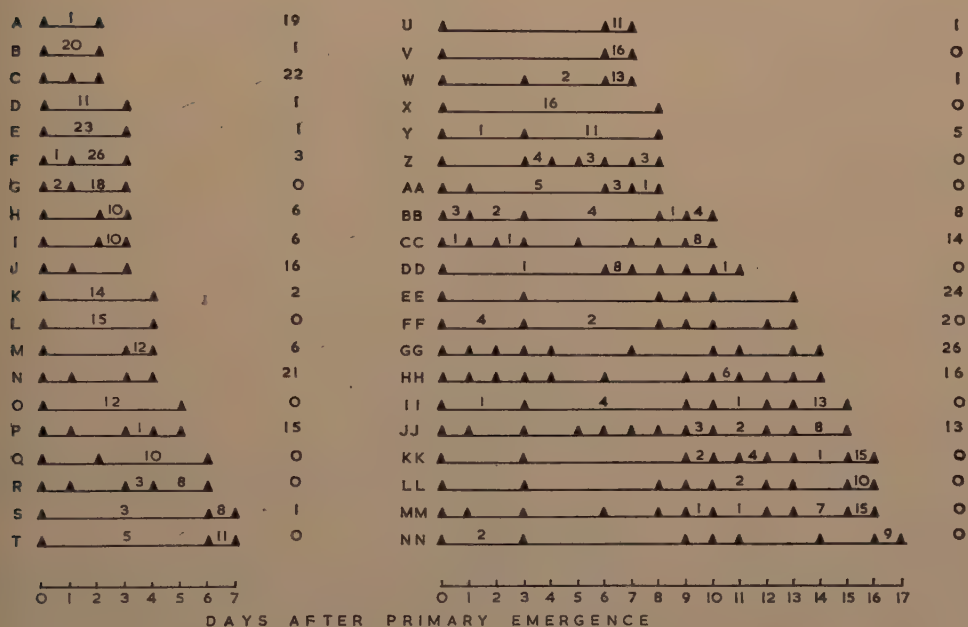 A 1 19
B 20 1
C 22
D 11 1
E 23 1
F 1 26 3
G 2 18 0
H 10 6
I 10 6
J 16
K 14 2
L 15 0
M 12 6
N 21
O 12 0
P 1 15
Q 10 0
R 3 8 0
S 3 8 1
T 5 11 0
0 1 2 3 4 5 6 7
U 11 1
V 16 0
W 2 13 1
X 16 0
Y 1 11 5
Z 4 3 3 0
AA 5 3 1 0
BB 3 2 4 1 4 8
CC 1 1 8 14
DD 1 8 1 0
EE 24
FF 4 2 20
GG 26
HH 6 16
II 1 4 1 13 0
JJ 3 2 8 13
KK 2 4 1 15 0
LL 2 10 0
MM 1 1 7 15 0
NN 2 9 0
0 1 2 3 4 5 6 7 8 9 10 11 12 13 14 15 16 17
DAYS AFTER PRIMARY EMERGENCE